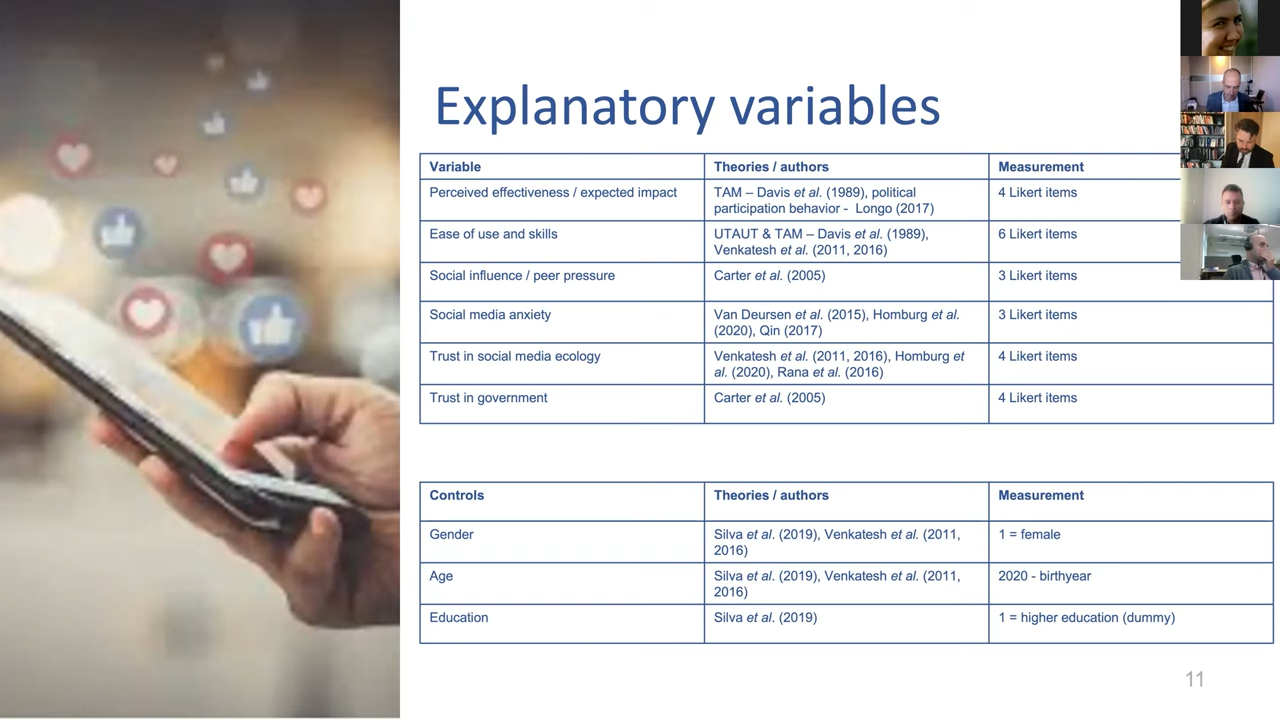 Explanatory variables
Variable
Theories / authors
Measurement
Perceived effectiveness / expected impact
TAM – Davis et al. (1989), political
participation behavior - Longo (2017)
4 Likert items
Ease of use and skills
UTAUT & TAM – Davis et al. (1989),
Venkatesh et al. (2011, 2016)
6 Likert items
Social influence / peer pressure
Carter et al. (2005)
3 Likert items
Social media anxiety
Van Deursen et al. (2015), Homburg et al.
(2020), Qin (2017)
3 Likert items
Trust in social media ecology
Venkatesh et al. (2011, 2016), Homburg et
al. (2020), Rana et al. (2016)
4 Likert items
Trust in government
Carter et al. (2005)
4 Likert items
Controls
Theories / authors
Measurement
Gender
Silva et al. (2019), Venkatesh et al. (2011,
2016)
1 = female
Age
Silva et al. (2019), Venkatesh et al. (2011,
2016)
2020 - birthyear
Education
Silva et al. (2019)
1 = higher education (dummy)
11